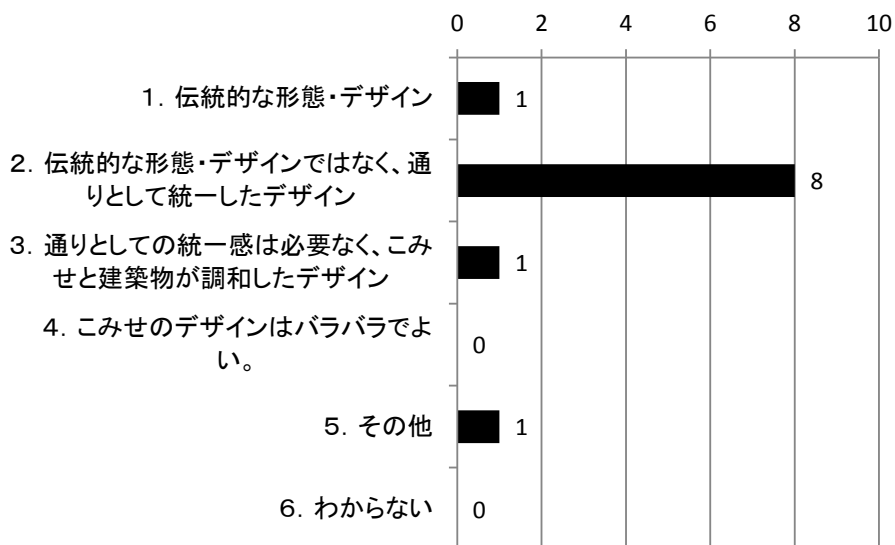 0 2 4 6 8 10
1. 伝統的な形態・デザイン
1
2. 伝統的な形態・デザインではなく、通
りとして統一したデザイン
8
3. 通りとしての統一感は必要なく、こみ
せと建築物が調和したデザイン
1
4. こみせのデザインはバラバラでよ
い。
0
5. その他
1
6. わからない
0